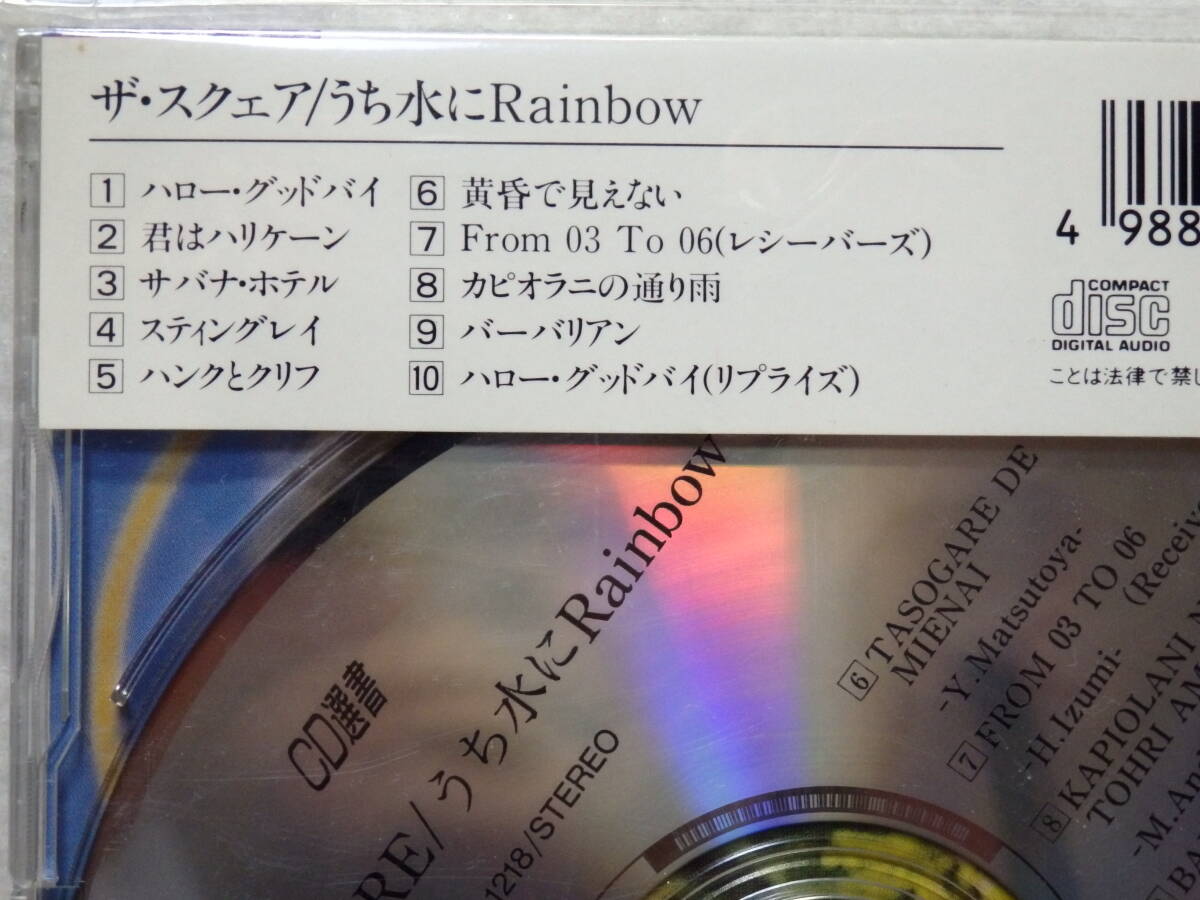 ザ・スクェア/うち水にRainbow
1 ハロー・グッドバイ
2 君はハリケーン
3 サバナ・ホテル
4 スティングレイ
5 ハンクとクリフ
6 黄昏で見えない
7 From 03 To 06(レシーバーズ)
8 カピオラニの通り雨
9 バーバリアン
10 ハロー・グッドバイ(リプライズ)
4 988
COMPACT
disc
DIGITAL AUDIO
ことは法律で禁じ
CD選書
RE/うち水にRainbow
1218/STEREO
6 TASOGARE DE
MIENAI
-Y. Matsutoya-
7 FROM 03 TO 06
-H. Izumi- (Receiv
8 KAPIOLANI
TOHRI AM